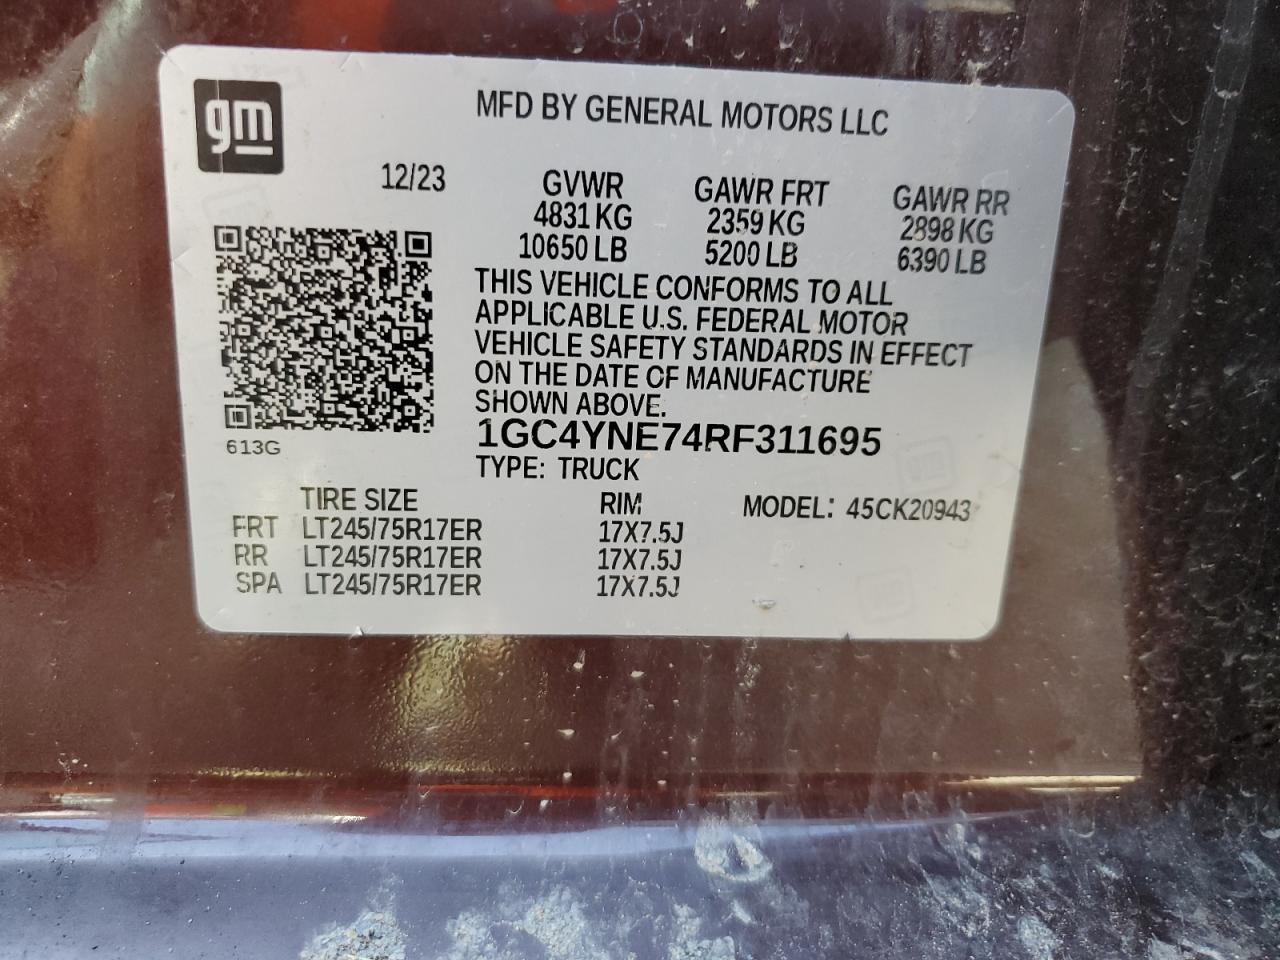 gm
MFD BY GENERAL MOTORS LLC
12/23
GVWR GAWR FRT GAWR RR
4831 KG 2359 KG 2898 KG
10650 LB 5200 LB 6390 LB
THIS VEHICLE CONFORMS TO ALL
APPLICABLE U.S. FEDERAL MOTOR
VEHICLE SAFETY STANDARDS IN EFFECT
ON THE DATE OF MANUFACTURE
SHOWN ABOVE.
1GC4YNE74RF311695
613G
TYPE: TRUCK
TIRE SIZE RIM MODEL: 45CK20943
FRT LT245/75R17ER 17X7.5J
RR LT245/75R17ER 17X7.5J
SPA LT245/75R17ER 17X7.5J